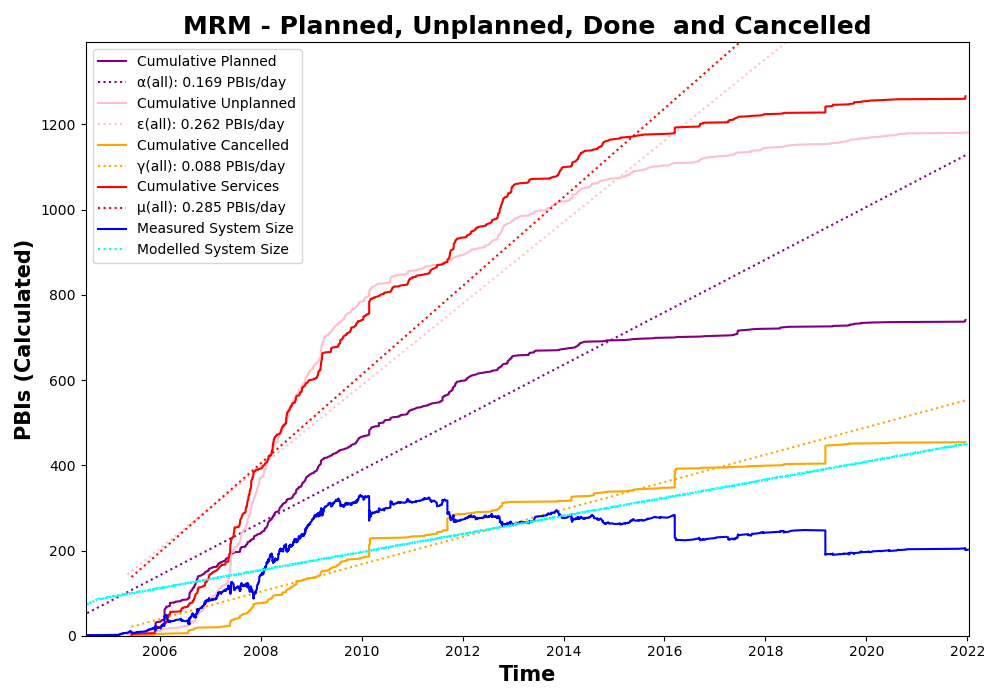 MRM - Planned, Unplanned, Done  and Cancelled
Cumulative Planned
α(all): 0.169 PBIs/day
Cumulative Unplanned
ε(all): 0.262 PBIs/day
Cumulative Cancelled
γ(all): 0.088 PBIs/day
Cumulative Services
μ(all): 0.285 PBIs/day
Measured System Size
Modelled System Size
PBIs (Calculated)
1200
1000
800
600
400
200
0
2006 2008 2010 2012 2014 2016 2018 2020 2022
Time